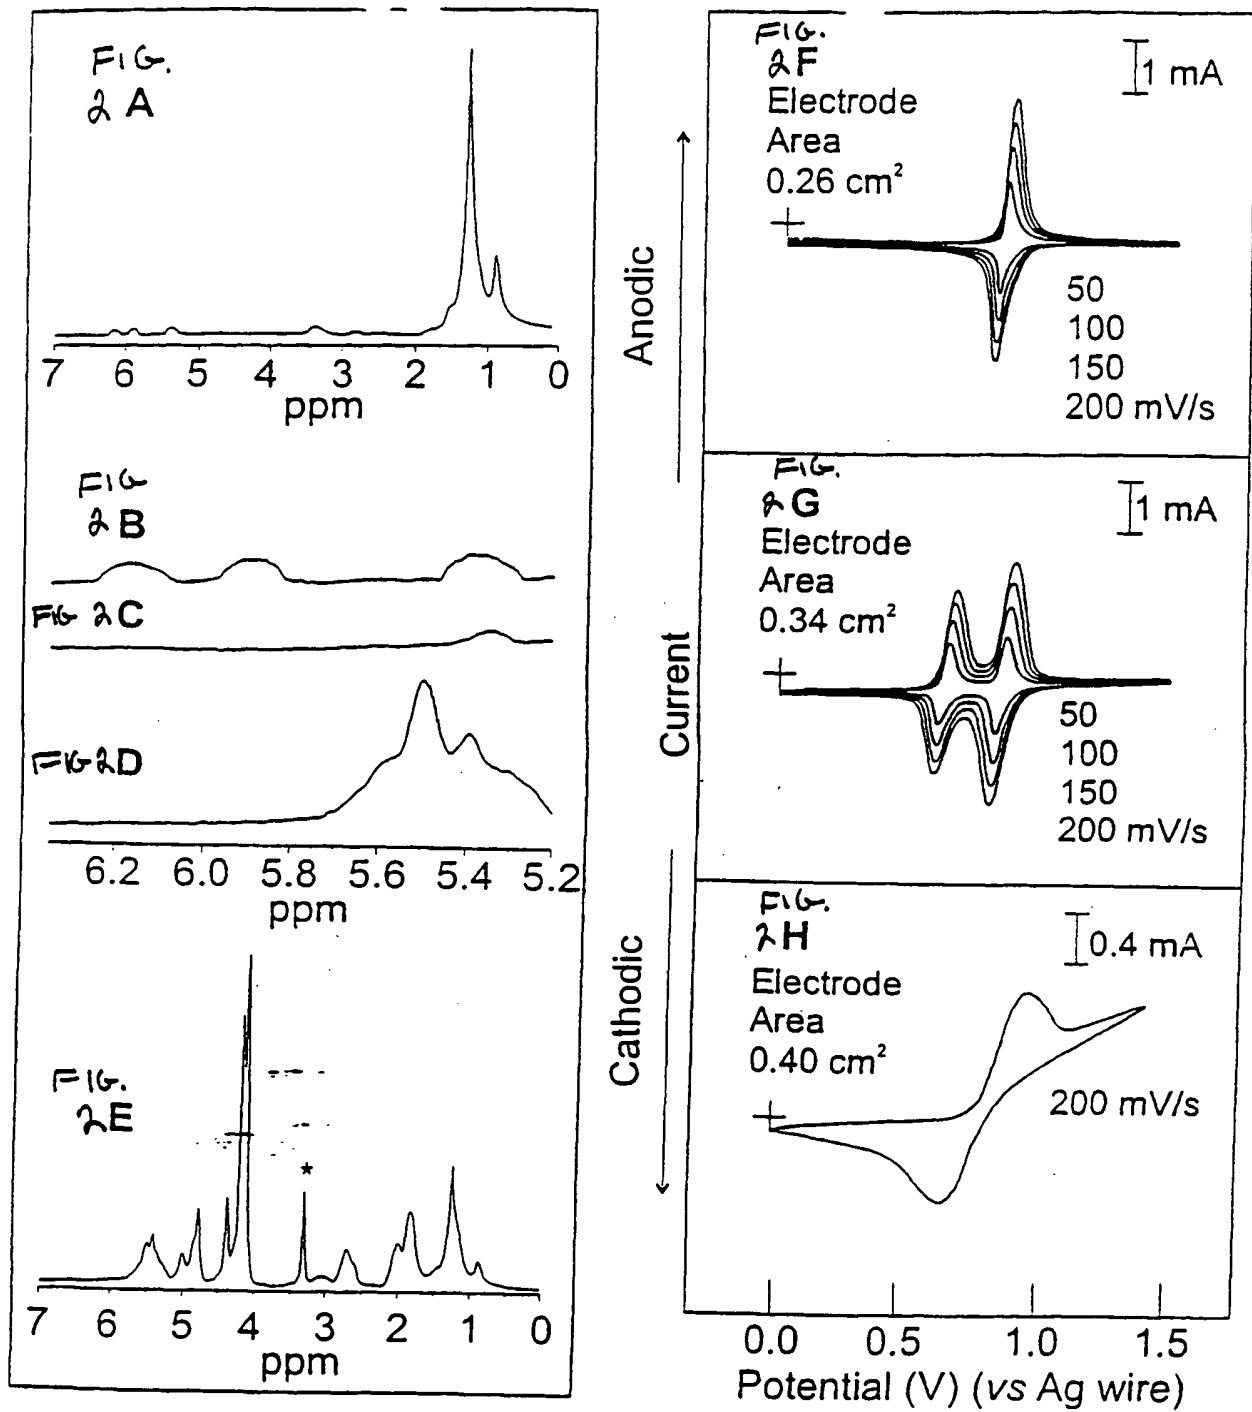 FIG.
2 A
7 6 5 4 3 2 1 0
ppm
FIG
2 B
FIG 2C
FIG 2D
6.2 6.0 5.8 5.6 5.4 5.2
ppm
FIG.
2E
*
7 6 5 4 3 2 1 0
ppm
Anodic
Current
Cathodic
FIG.
2F
Electrode
Area
0.26 cm²
1 mA
50
100
150
200 mV/s
FIG.
2G
Electrode
Area
0.34 cm²
1 mA
50
100
150
200 mV/s
FIG.
2H
Electrode
Area
0.40 cm²
0.4 mA
200 mV/s
0.0 0.5 1.0 1.5
Potential (V) (vs Ag wire)